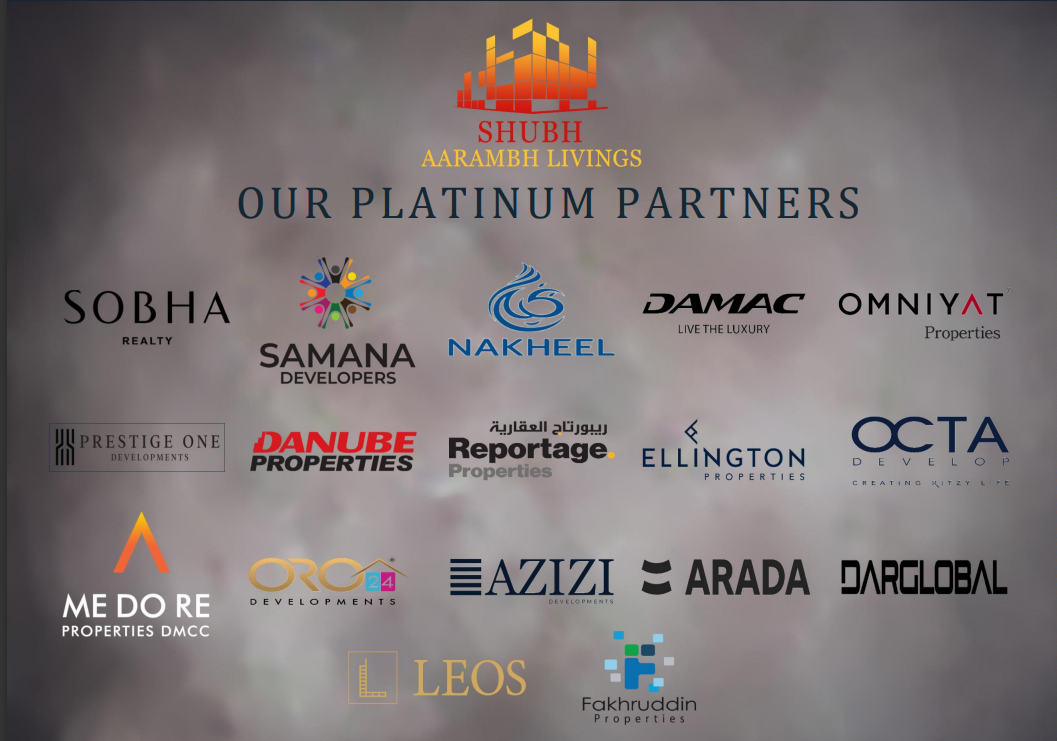 SHUBH
AARAMBH LIVINGS
OUR PLATINUM PARTNERS
SOBHA
REALTY
SAMANA
DEVELOPERS
NAKHEEL
DAMAC
LIVE THE LUXURY
OMNIYAT
Properties
PRESTIGE ONE
DEVELOPMENTS
DANUBE
PROPERTIES
ريبورتاج العقارية
Reportage.
Properties
ELLINGTON
PROPERTIES
OCTA
DEVELOP
CREATING RITZY LIFE
ME DO RE
PROPERTIES DMCC
ORO
24
DEVELOPMENTS
AZIZI
DEVELOPMENTS
ARADA
DARGLOBAL
LEOS
Fakhruddin
Properties